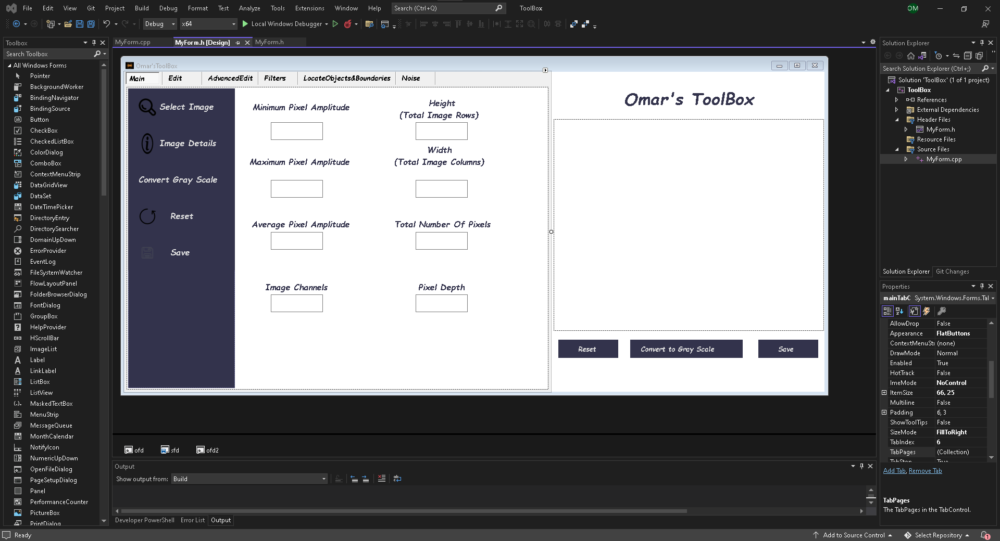 File Edit View Git Project Build Debug Format Test Analyze Tools Extensions Window Help Search (Ctrl+Q) ToolBox OM
Debug x64 Local Windows Debugger
Toolbox
Search Toolbox
All Windows Forms
Pointer
BackgroundWorker
BindingNavigator
BindingSource
Button
CheckBox
CheckedListBox
ColorDialog
ComboBox
ContextMenuStrip
DataGridView
DataSet
DateTimePicker
DirectoryEntry
DirectorySearcher
DomainUpDown
ErrorProvider
EventLog
FileSystemWatcher
FlowLayoutPanel
FolderBrowserDialog
FontDialog
GroupBox
HelpProvider
HScrollBar
ImageList
Label
LinkLabel
ListBox
ListView
MaskedTextBox
MenuStrip
MessageQueue
MonthCalendar
NotifyIcon
NumericUpDown
OpenFileDialog
PageSetupDialog
Panel
PerformanceCounter
PictureBox
PrintDialog
MyForm.cpp MyForm.h [Design] MyForm.h
Omar'sToolBox
Main Edit AdvancedEdit Filters LocateObjects&Boundaries Noise
Select Image
Image Details
Convert Gray Scale
Reset
Save
Minimum Pixel Amplitude
Maximum Pixel Amplitude
Average Pixel Amplitude
Image Channels
Height
(Total Image Rows)
Width
(Total Image Columns)
Total Number Of Pixels
Pixel Depth
Omar's ToolBox
Reset Convert to Gray Scale Save
ofd sfd ofd2
Output
Show output from: Build
Developer PowerShell Error List Output
Solution Explorer
Search Solution Explorer (Ctrl+;)
Solution 'ToolBox' (1 of 1 project)
ToolBox
References
External Dependencies
Header Files
MyForm.h
Resource Files
Source Files
MyForm.cpp
Solution Explorer Git Changes
Properties
mainTabC System.Windows.Forms.Tal
AllowDrop False
Appearance FlatButtons
ContextMenuStr (none)
DrawMode Normal
Enabled True
HotTrack False
ImeMode NoControl
ItemSize 66, 25
Multiline False
Padding 6, 3
ShowToolTips False
SizeMode FillToRight
TabIndex 6
TabPages (Collection)
TabStop True
Add Tab, Remove Tab
TabPages
The TabPages in the TabControl.
Ready Add to Source Control Select Repository 1